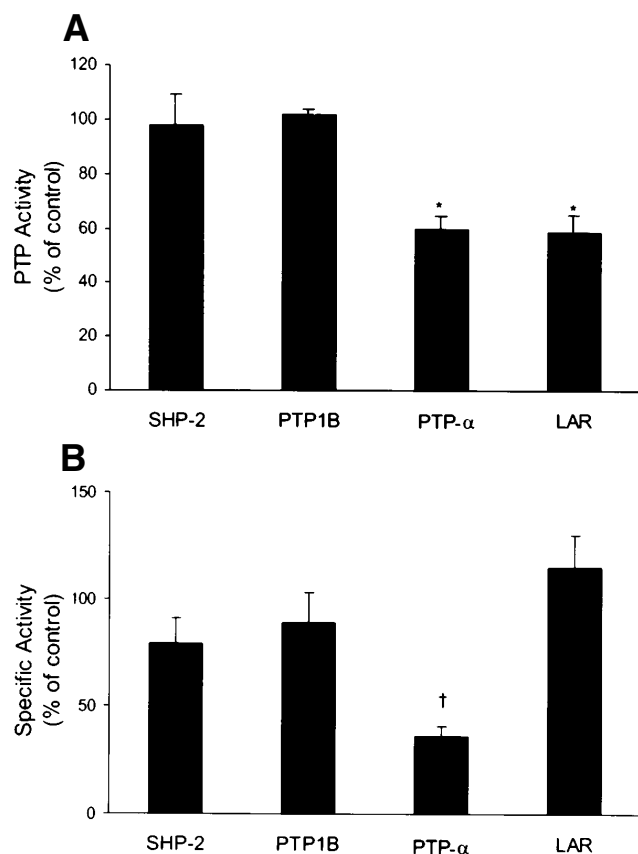 A
PTP Activity
(% of control)
120
100
80
60
40
20
0
*
*
SHP-2 PTP1B PTP-α LAR
B
Specific Activity
(% of control)
150
100
50
0
†
SHP-2 PTP1B PTP-α LAR